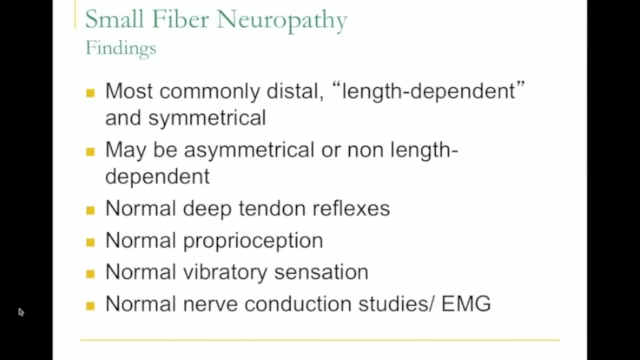 Small Fiber Neuropathy
Findings
Most commonly distal, “length-dependent”
and symmetrical
May be asymmetrical or non length-
dependent
Normal deep tendon reflexes
Normal proprioception
Normal vibratory sensation
Normal nerve conduction studies/ EMG